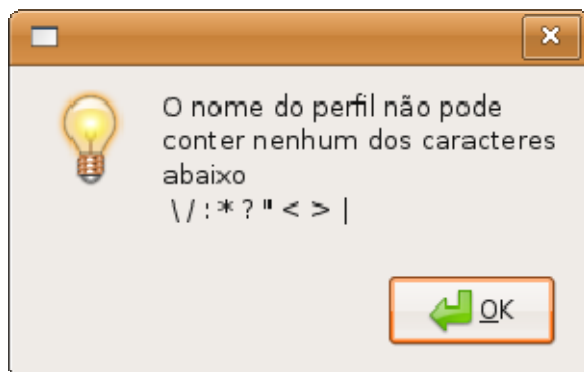 O nome do perfil não pode
conter nenhum dos caracteres
abaixo
\ / : * ? " < > |
OK